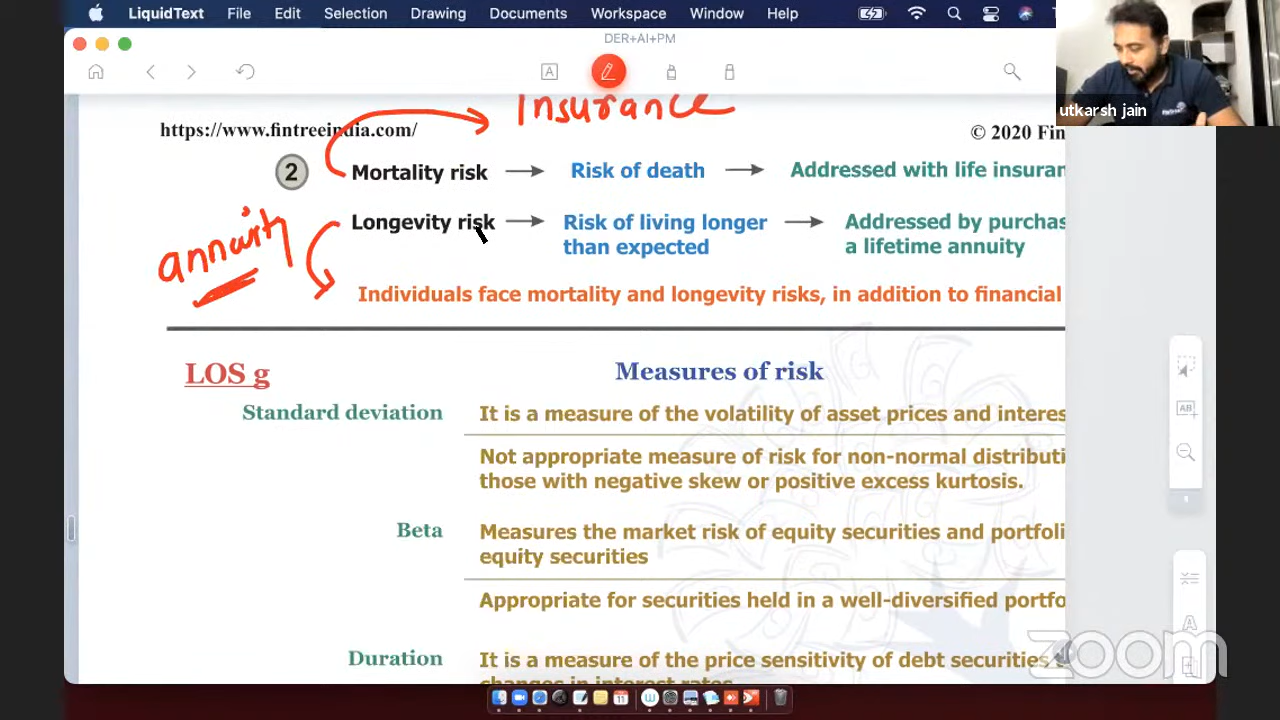 LiquidText File Edit Selection Drawing Documents Workspace Window Help
DER+AI+PM
utkarsh jain
Insurance
https://www.fintreeindia.com/
© 2020 Fin
2 Mortality risk → Risk of death → Addressed with life insuran
Longevity risk → Risk of living longer than expected → Addressed by purchas a lifetime annuity
annuity
Individuals face mortality and longevity risks, in addition to financial
LOS g
Measures of risk
Standard deviation
It is a measure of the volatility of asset prices and interes
Not appropriate measure of risk for non-normal distributi
those with negative skew or positive excess kurtosis.
Beta
Measures the market risk of equity securities and portfoli
equity securities
Appropriate for securities held in a well-diversified portfo
Duration
It is a measure of the price sensitivity of debt securities
changes in interest rates
zoom